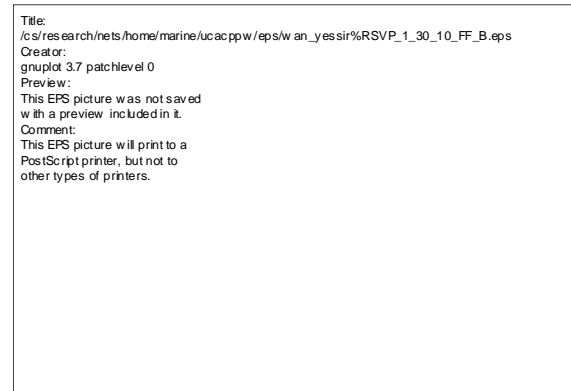 Title:
/cs/research/nets/home/marine/ucacppw/eps/wan_yessir%RSVP_1_30_10_FF_B.eps
Creator:
gnuplot 3.7 patchlevel 0
Preview:
This EPS picture was not saved
with a preview included in it.
Comment:
This EPS picture will print to a
PostScript printer, but not to
other types of printers.